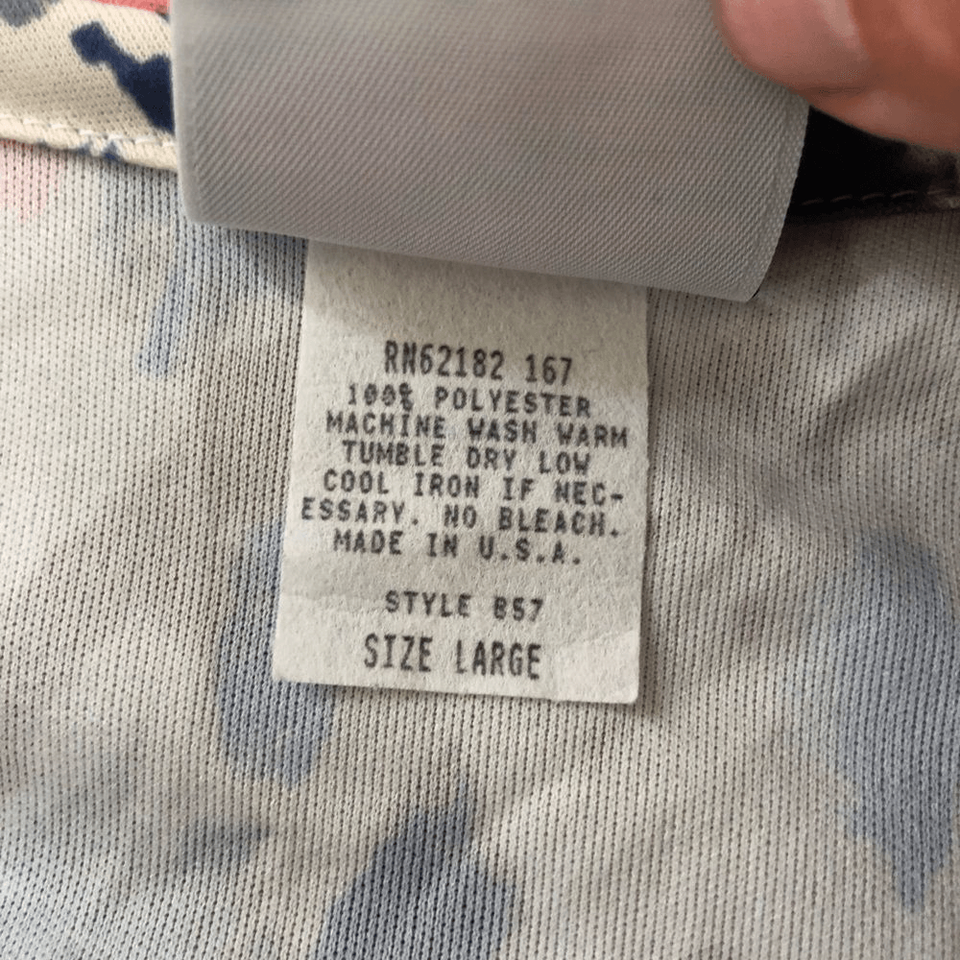 RN62182 167
100% POLYESTER
MACHINE WASH WARM
TUMBLE DRY LOW
COOL IRON IF NEC-
ESSARY. NO BLEACH.
MADE IN U.S.A.
STYLE 857
SIZE LARGE